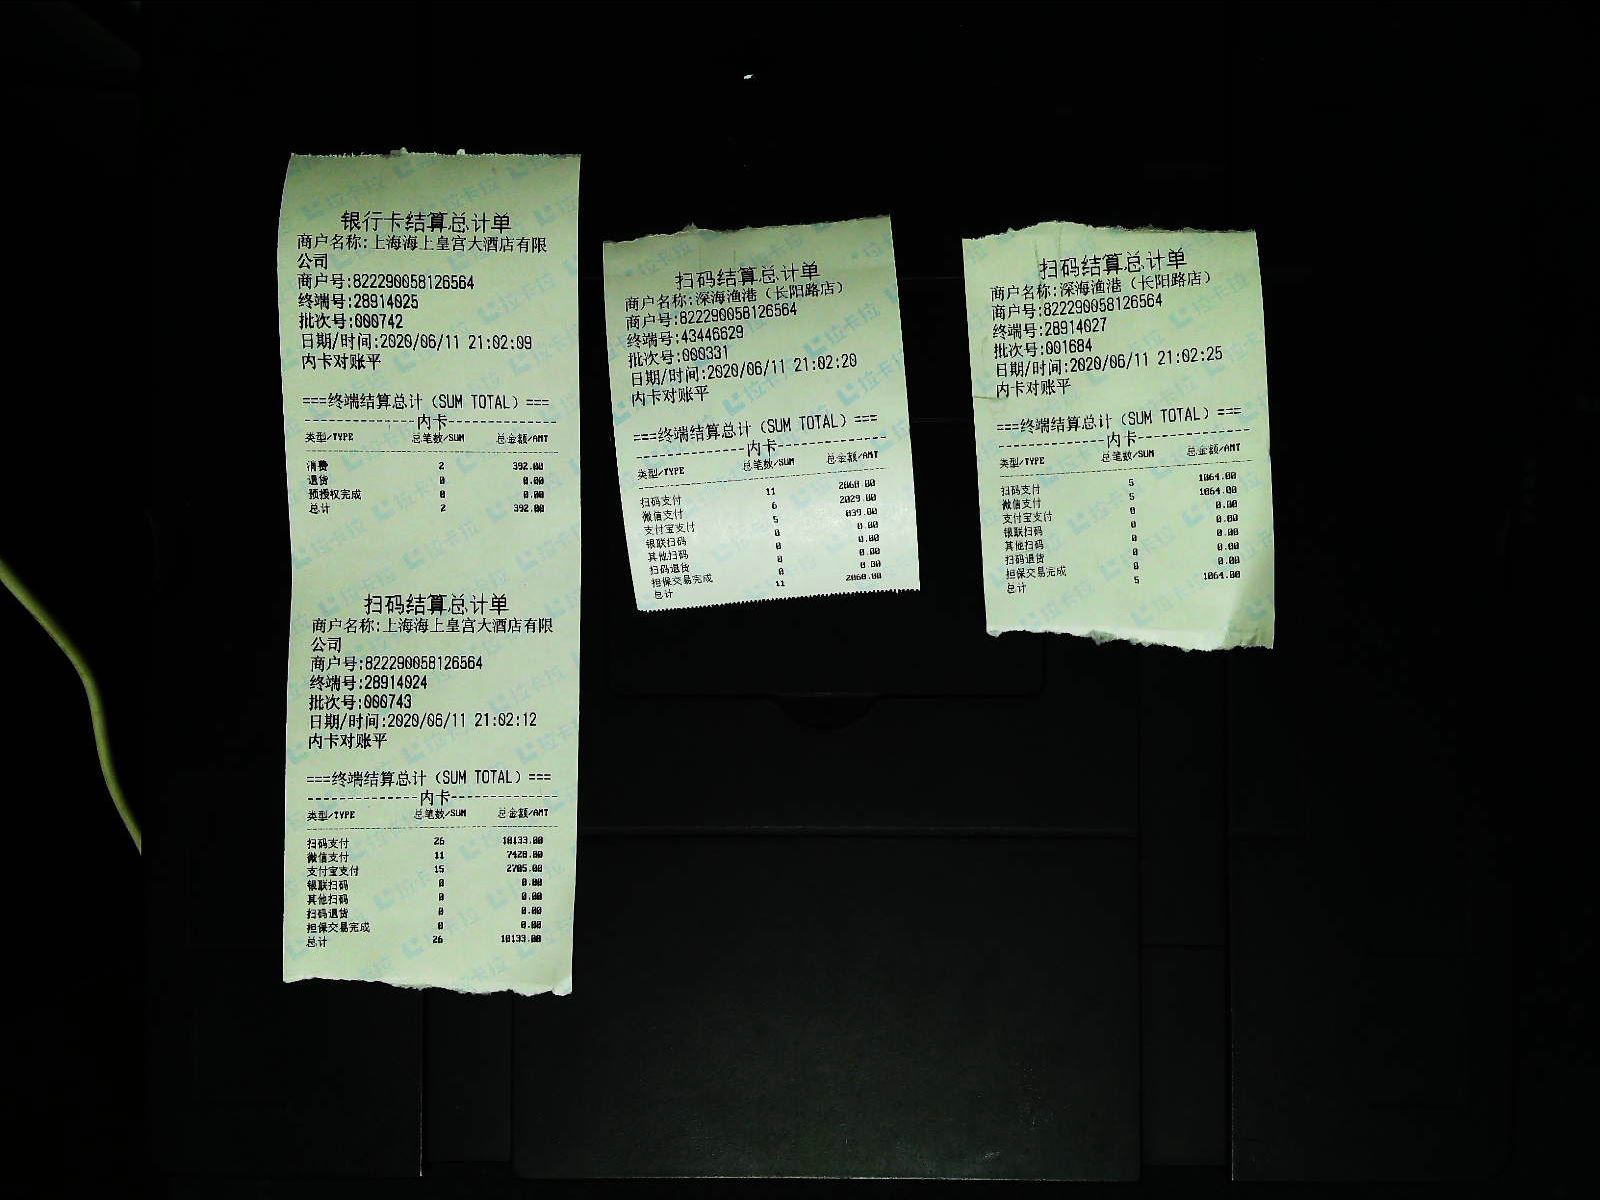 银行卡结算总计单
商户名称:上海海上皇宫大酒店有限
公司
商户号:822290058126564
终端号:28914025
批次号:000742
日期/时间:2020/06/11 21:02:09
内卡对账平
===终端结算总计(SUM TOTAL)===
---------------内卡---------------
类型/TYPE 总笔数/SUM 总金额/AMT
消费 2 392.00
退货 0 0.00
预授权完成 0 0.00
总计 2 392.00
扫码结算总计单
商户名称:上海海上皇宫大酒店有限
公司
商户号:822290058126564
终端号:28914024
批次号:000743
日期/时间:2020/06/11 21:02:12
内卡对账平
===终端结算总计(SUM TOTAL)===
---------------内卡---------------
类型/TYPE 总笔数/SUM 总金额/AMT
扫码支付 26 10133.00
微信支付 11 7428.00
支付宝支付 15 2705.00
银联扫码 0 0.00
其他扫码 0 0.00
扫码退货 0 0.00
担保交易完成 0 0.00
总计 26 10133.00
扫码结算总计单
商户名称:深海渔港(长阳路店)
商户号:822290058126564
终端号:43446629
批次号:000331
日期/时间:2020/06/11 21:02:20
内卡对账平
===终端结算总计(SUM TOTAL)===
---------------内卡---------------
类型/TYPE 总笔数/SUM 总金额/AMT
扫码支付 11 2868.00
微信支付 6 2029.00
支付宝支付 5 839.00
银联扫码 0 0.00
其他扫码 0 0.00
扫码退货 0 0.00
担保交易完成 0 0.00
总计 11 2868.00
扫码结算总计单
商户名称:深海渔港(长阳路店)
商户号:822290058126564
终端号:28914027
批次号:001684
日期/时间:2020/06/11 21:02:25
内卡对账平
===终端结算总计(SUM TOTAL)===
---------------内卡---------------
类型/TYPE 总笔数/SUM 总金额/AMT
扫码支付 5 1064.00
微信支付 5 1064.00
支付宝支付 0 0.00
银联扫码 0 0.00
其他扫码 0 0.00
扫码退货 0 0.00
担保交易完成 0 0.00
总计 5 1064.00